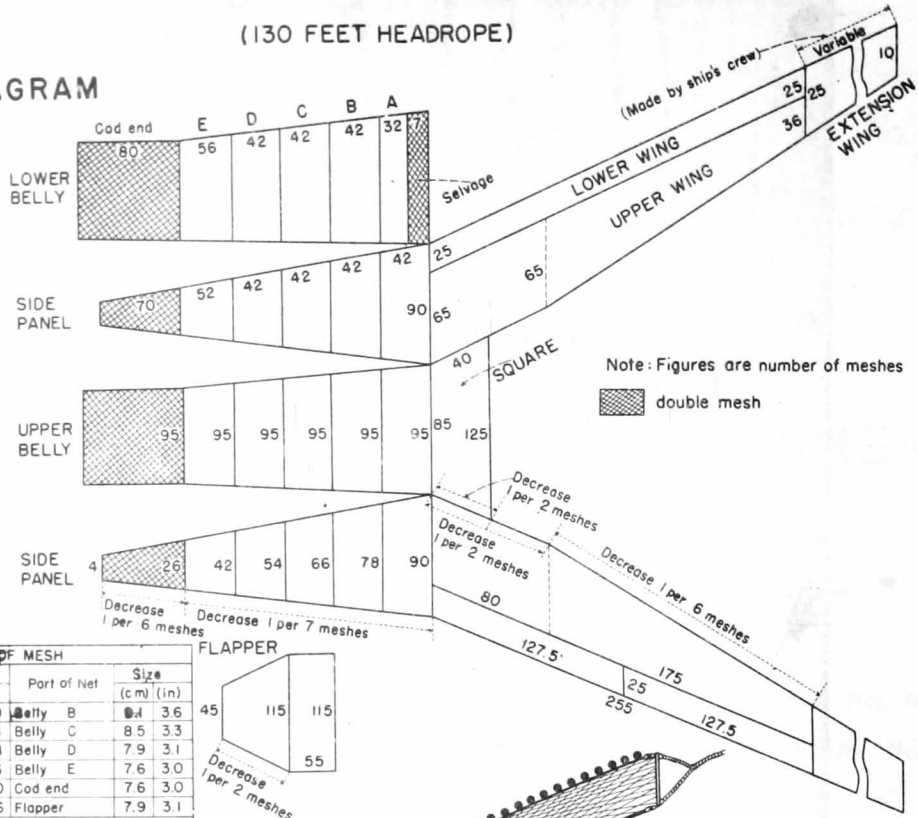 (130 FEET HEADROPE)
AGRAM
Cod end E D C B A
80 56 42 42 42 32 7
LOWER BELLY
Selvage
SIDE PANEL
70 52 42 42 42 42 90
25
65
65
LOWER WING
UPPER WING
(Made by ship's crew)
Variable
25 25 10
36
EXTENSION WING
40
SQUARE
Note: Figures are number of meshes
double mesh
UPPER BELLY
95 95 95 95 95 95 85 125
Decrease 1 per 2 meshes
Decrease 1 per 2 meshes
Decrease 1 per 6 meshes
SIDE PANEL
4 26 42 54 66 78 90
80
Decrease 1 per 6 meshes
Decrease 1 per 7 meshes
127.5 175
25
255 127.5
OF MESH
Part of Net Size
(cm) (in)
Belly B 3.6
Belly C 8.5 3.3
Belly D 7.9 3.1
Belly E 7.6 3.0
Cod end 7.6 3.0
Flapper 7.9 3.1
FLAPPER
45 115 115
55
Decrease 1 per 2 meshes